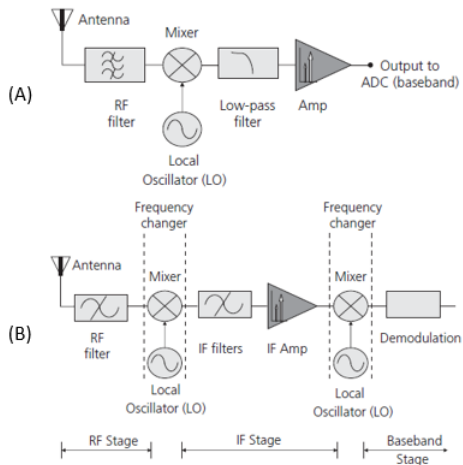 Antenna
Mixer
Output to
ADC (baseband)
(A)
RF
filter
Low-pass
filter
Amp
Local
Oscillator (LO)
Frequency
changer
Frequency
changer
Antenna
Mixer
Mixer
(B)
RF
filter
IF filters
IF Amp
Demodulation
Local
Oscillator (LO)
Local
Oscillator (LO)
RF Stage
IF Stage
Baseband
Stage